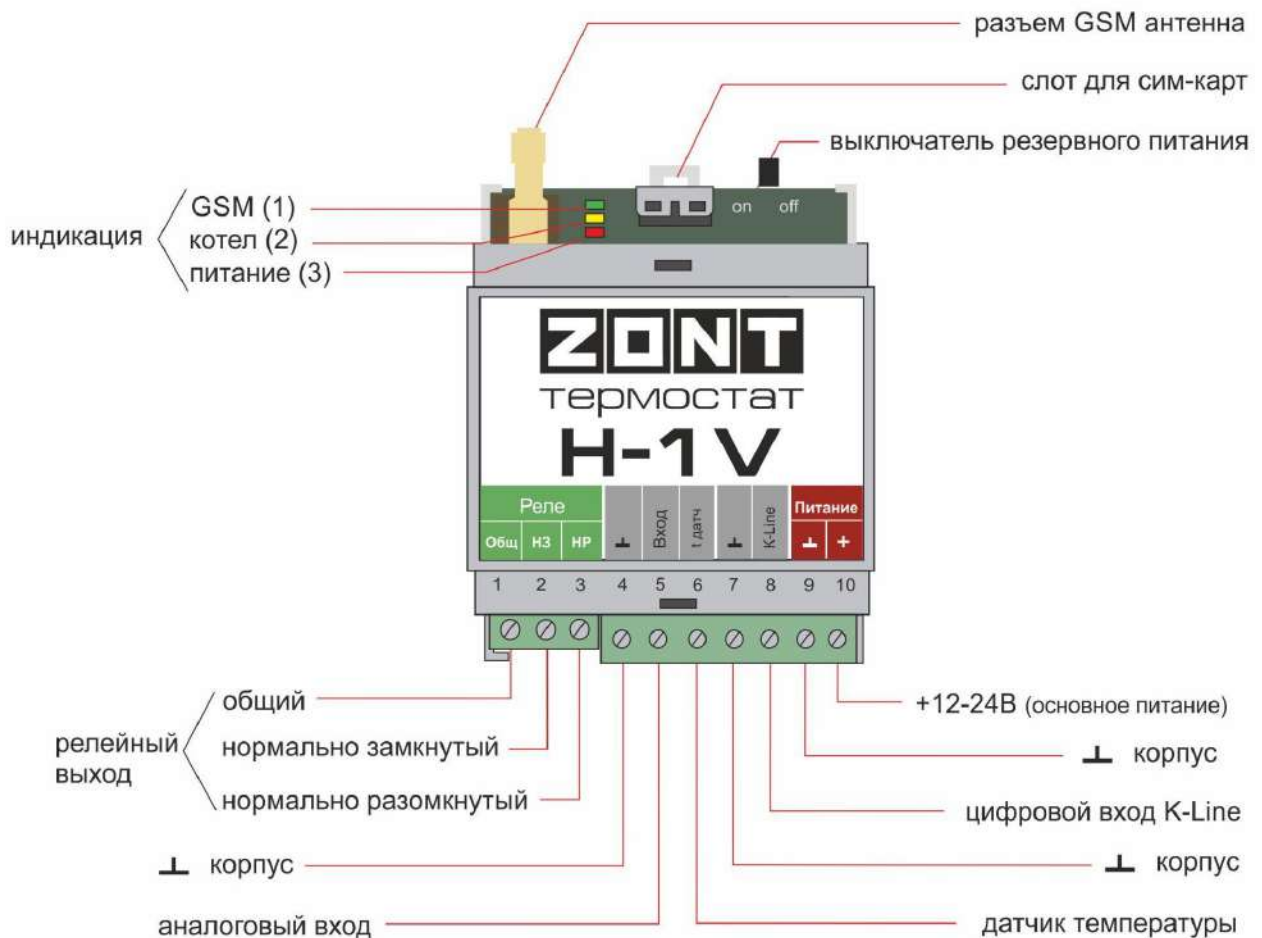 разъем GSM антенна
слот для сим-карт
выключатель резервного питания
индикация
GSM (1)
котел (2)
питание (3)
on off
ZONT
термостат
H-1V
Реле
Общ НЗ НР
⊥ Вход t датч ⊥ K-Line
Питание
⊥ +
1 2 3 4 5 6 7 8 9 10
релейный
выход
общий
нормально замкнутый
нормально разомкнутый
⊥ корпус
аналоговый вход
+12-24В (основное питание)
⊥ корпус
цифровой вход K-Line
⊥ корпус
датчик температуры